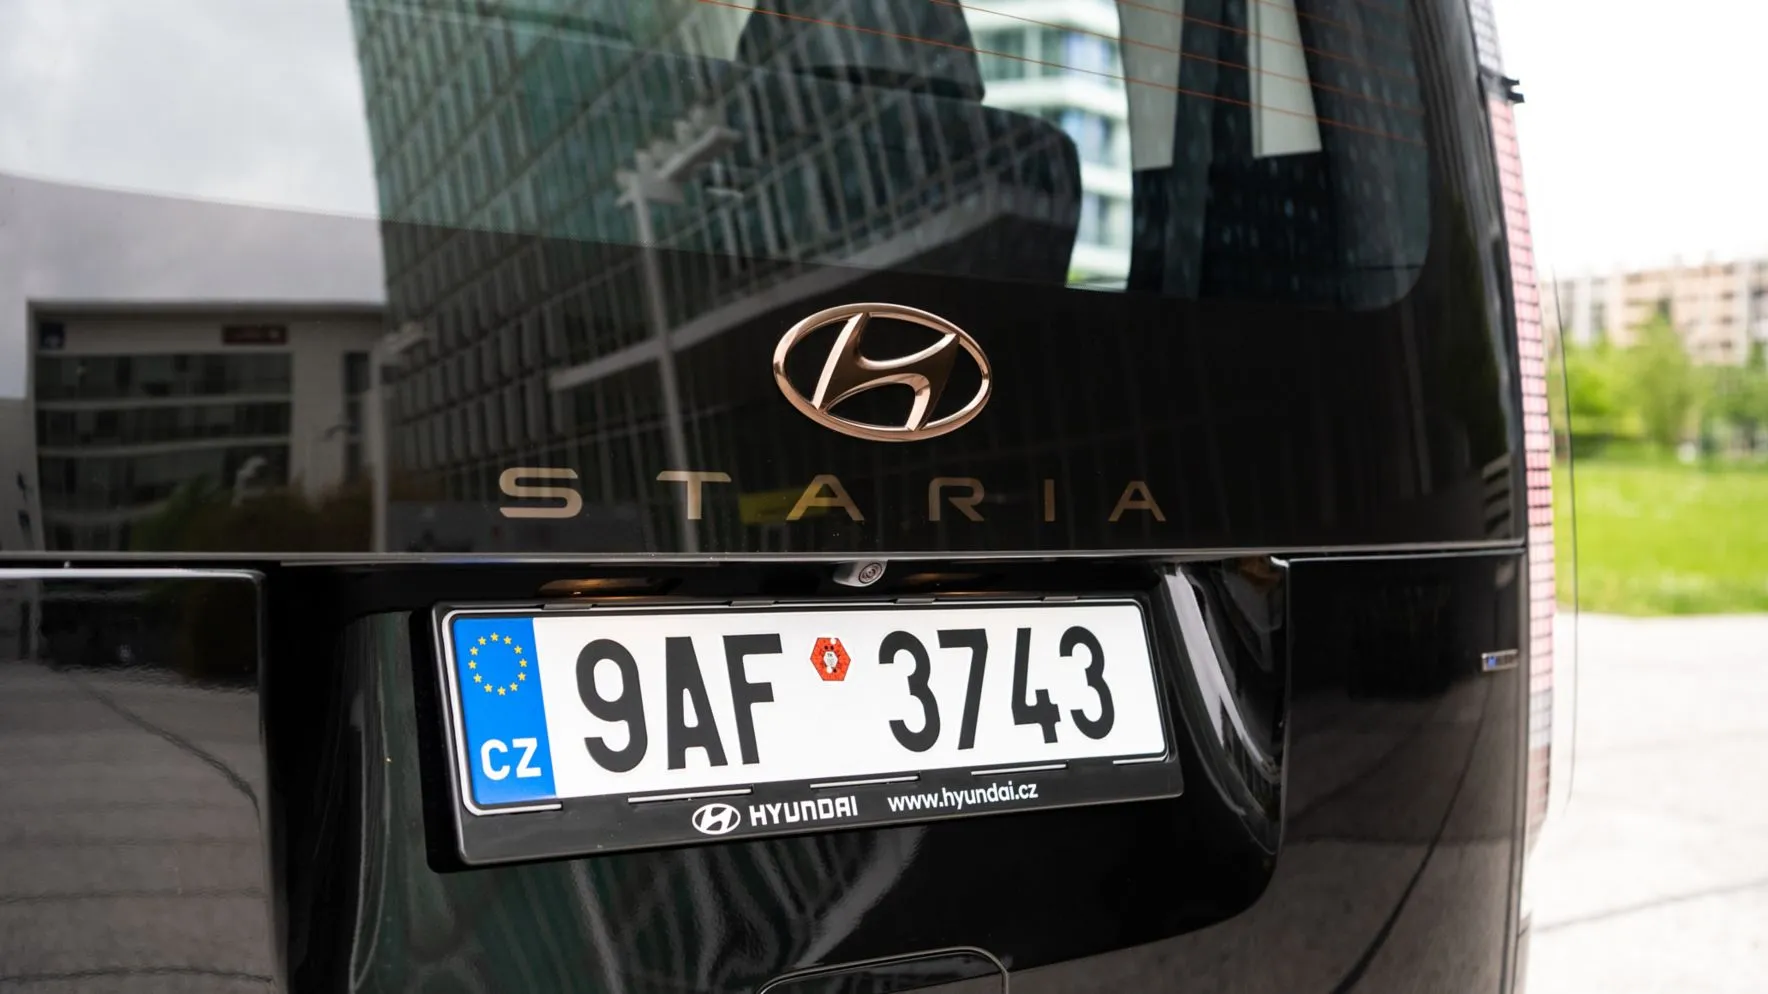 STARIA
CZ 9AF 3743
HYUNDAI www.hyundai.cz